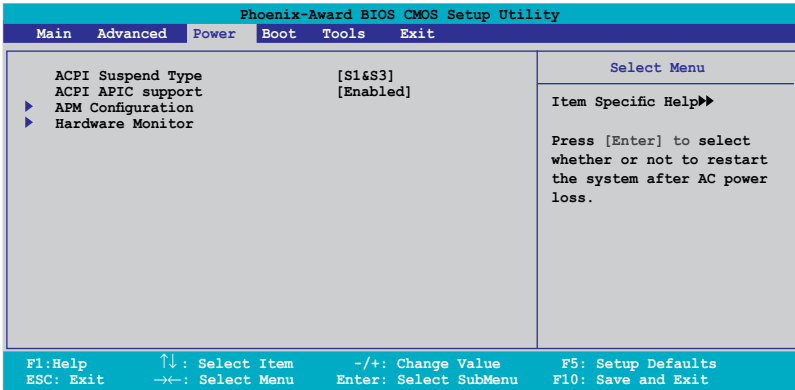 Phoenix-Award BIOS CMOS Setup Utility
Main Advanced Power Boot Tools Exit
Select Menu
ACPI Suspend Type [S1&S3]
ACPI APIC support [Enabled]
APM Configuration
Hardware Monitor
Item Specific Help▶▶
Press [Enter] to select
whether or not to restart
the system after AC power
loss.
F1:Help ↑↓: Select Item -/+: Change Value F5: Setup Defaults
ESC: Exit →←: Select Menu Enter: Select SubMenu F10: Save and Exit